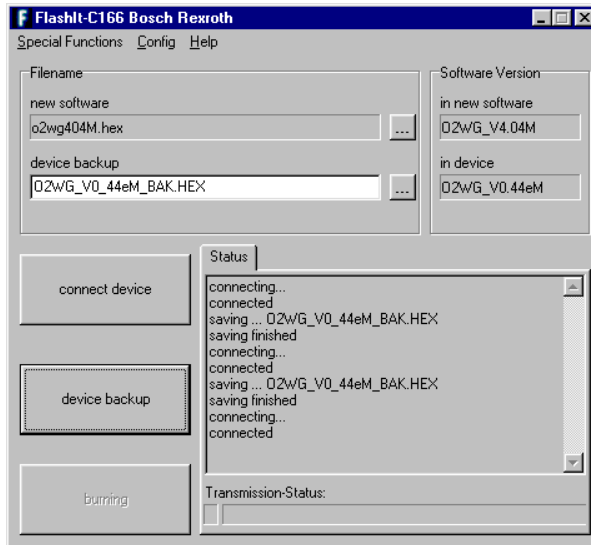 FlashIt-C166 Bosch Rexroth
Special Functions Config Help
Filename
new software
o2wg404M.hex
...
device backup
O2WG_V0_44eM_BAK.HEX
...
Software Version
in new software
O2WG_V4.04M
in device
O2WG_V0.44eM
connect device
device backup
burning
Status
connecting...
connected
saving ... O2WG_V0_44eM_BAK.HEX
saving finished
connecting...
connected
saving ... O2WG_V0_44eM_BAK.HEX
saving finished
connecting...
connected
Transmission-Status: